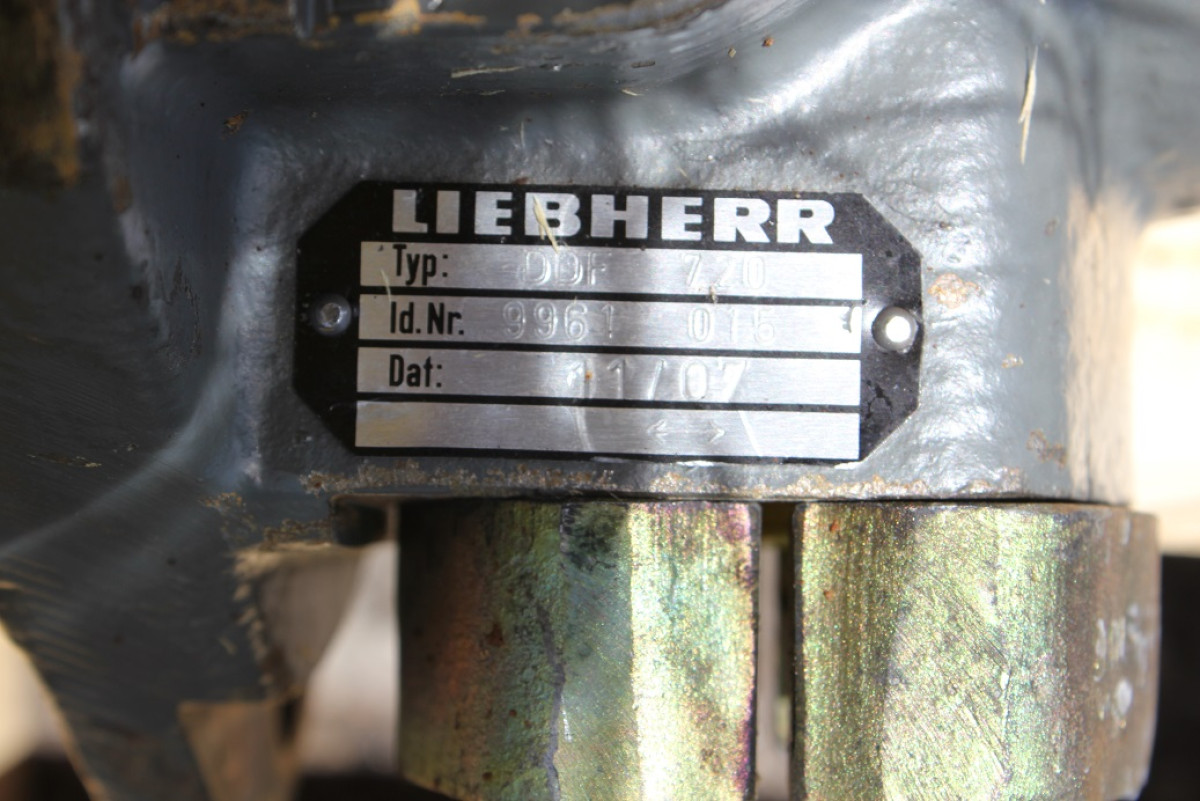 LIEBHERR
Typ: DDF 720
Id.Nr. 9961 016
Dat: 11/07
< >